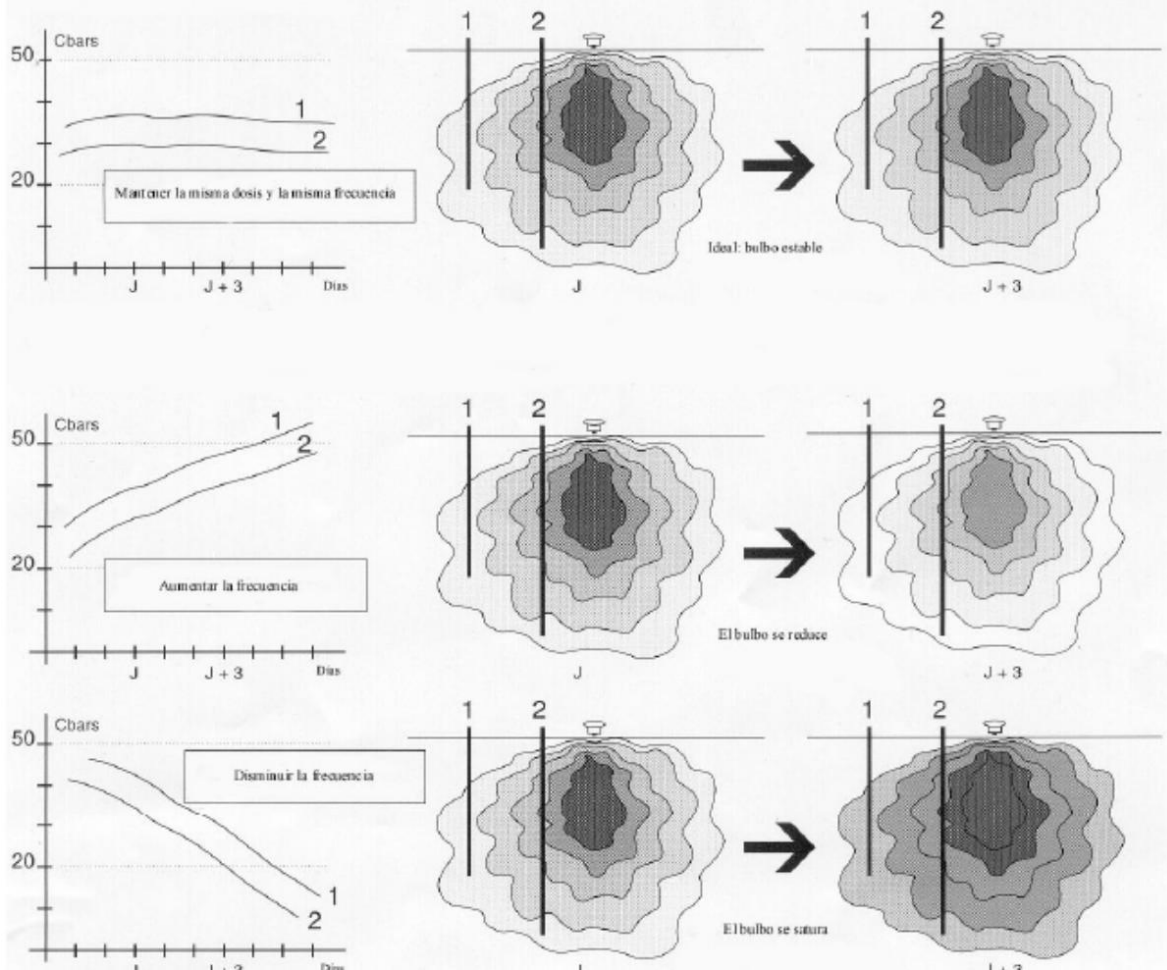 Cbars
50
1
2
20
Mantener la misma dosis y la misma frecuencia
J
J + 3
Días
1
2
J
Ideal: bulbo estable
1
2
J + 3
Cbars
50
1
2
20
Aumentar la frecuencia
J
J + 3
Días
1
2
J
El bulbo se reduce
1
2
J + 3
Cbars
50
Disminuir la frecuencia
20
1
2
J
J + 3
Días
1
2
J
El bulbo se satura
1
2
J + 3